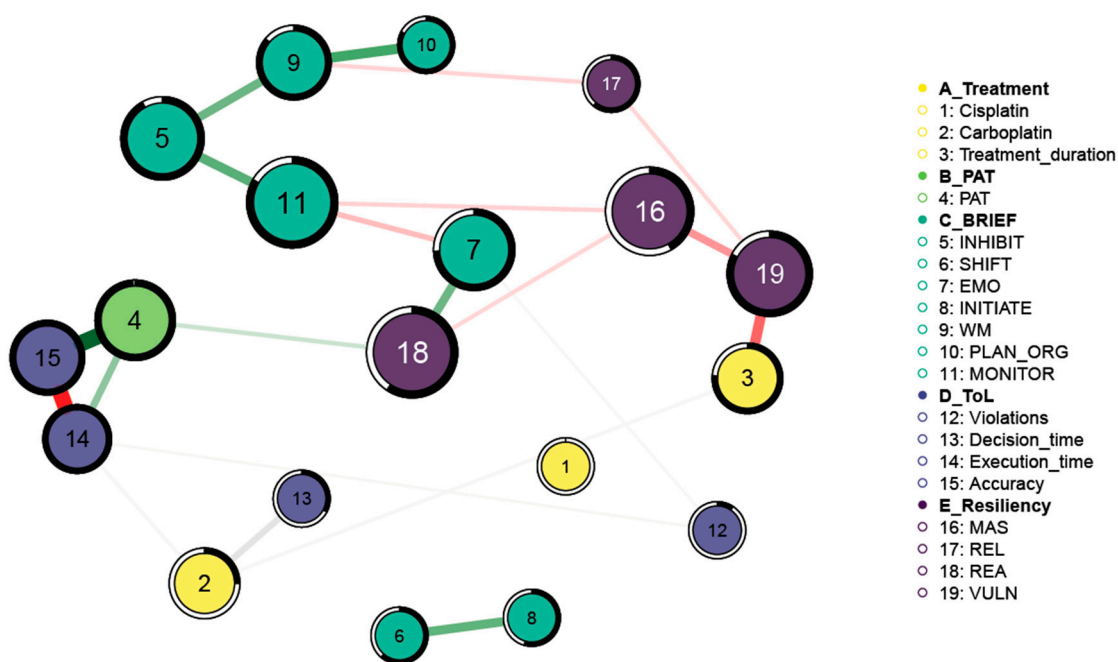 10
9
17
5
11
16
7
19
4
18
15
3
14
1
13
12
2
8
6
A_Treatment
1: Cisplatin
2: Carboplatin
3: Treatment_duration
B_PAT
4: PAT
C_BRIEF
5: INHIBIT
6: SHIFT
7: EMO
8: INITIATE
9: WM
10: PLAN_ORG
11: MONITOR
D_ToL
12: Violations
13: Decision_time
14: Execution_time
15: Accuracy
E_Resiliency
16: MAS
17: REL
18: REA
19: VULN